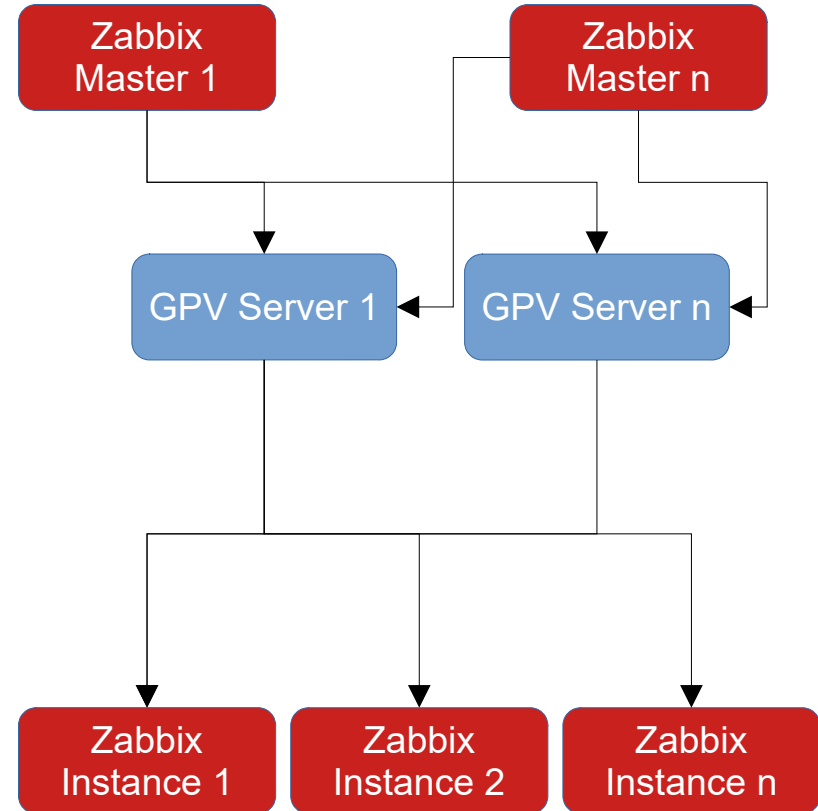 Zabbix
Master 1
Zabbix
Master n
GPV Server 1
GPV Server n
Zabbix
Instance 1
Zabbix
Instance 2
Zabbix
Instance n